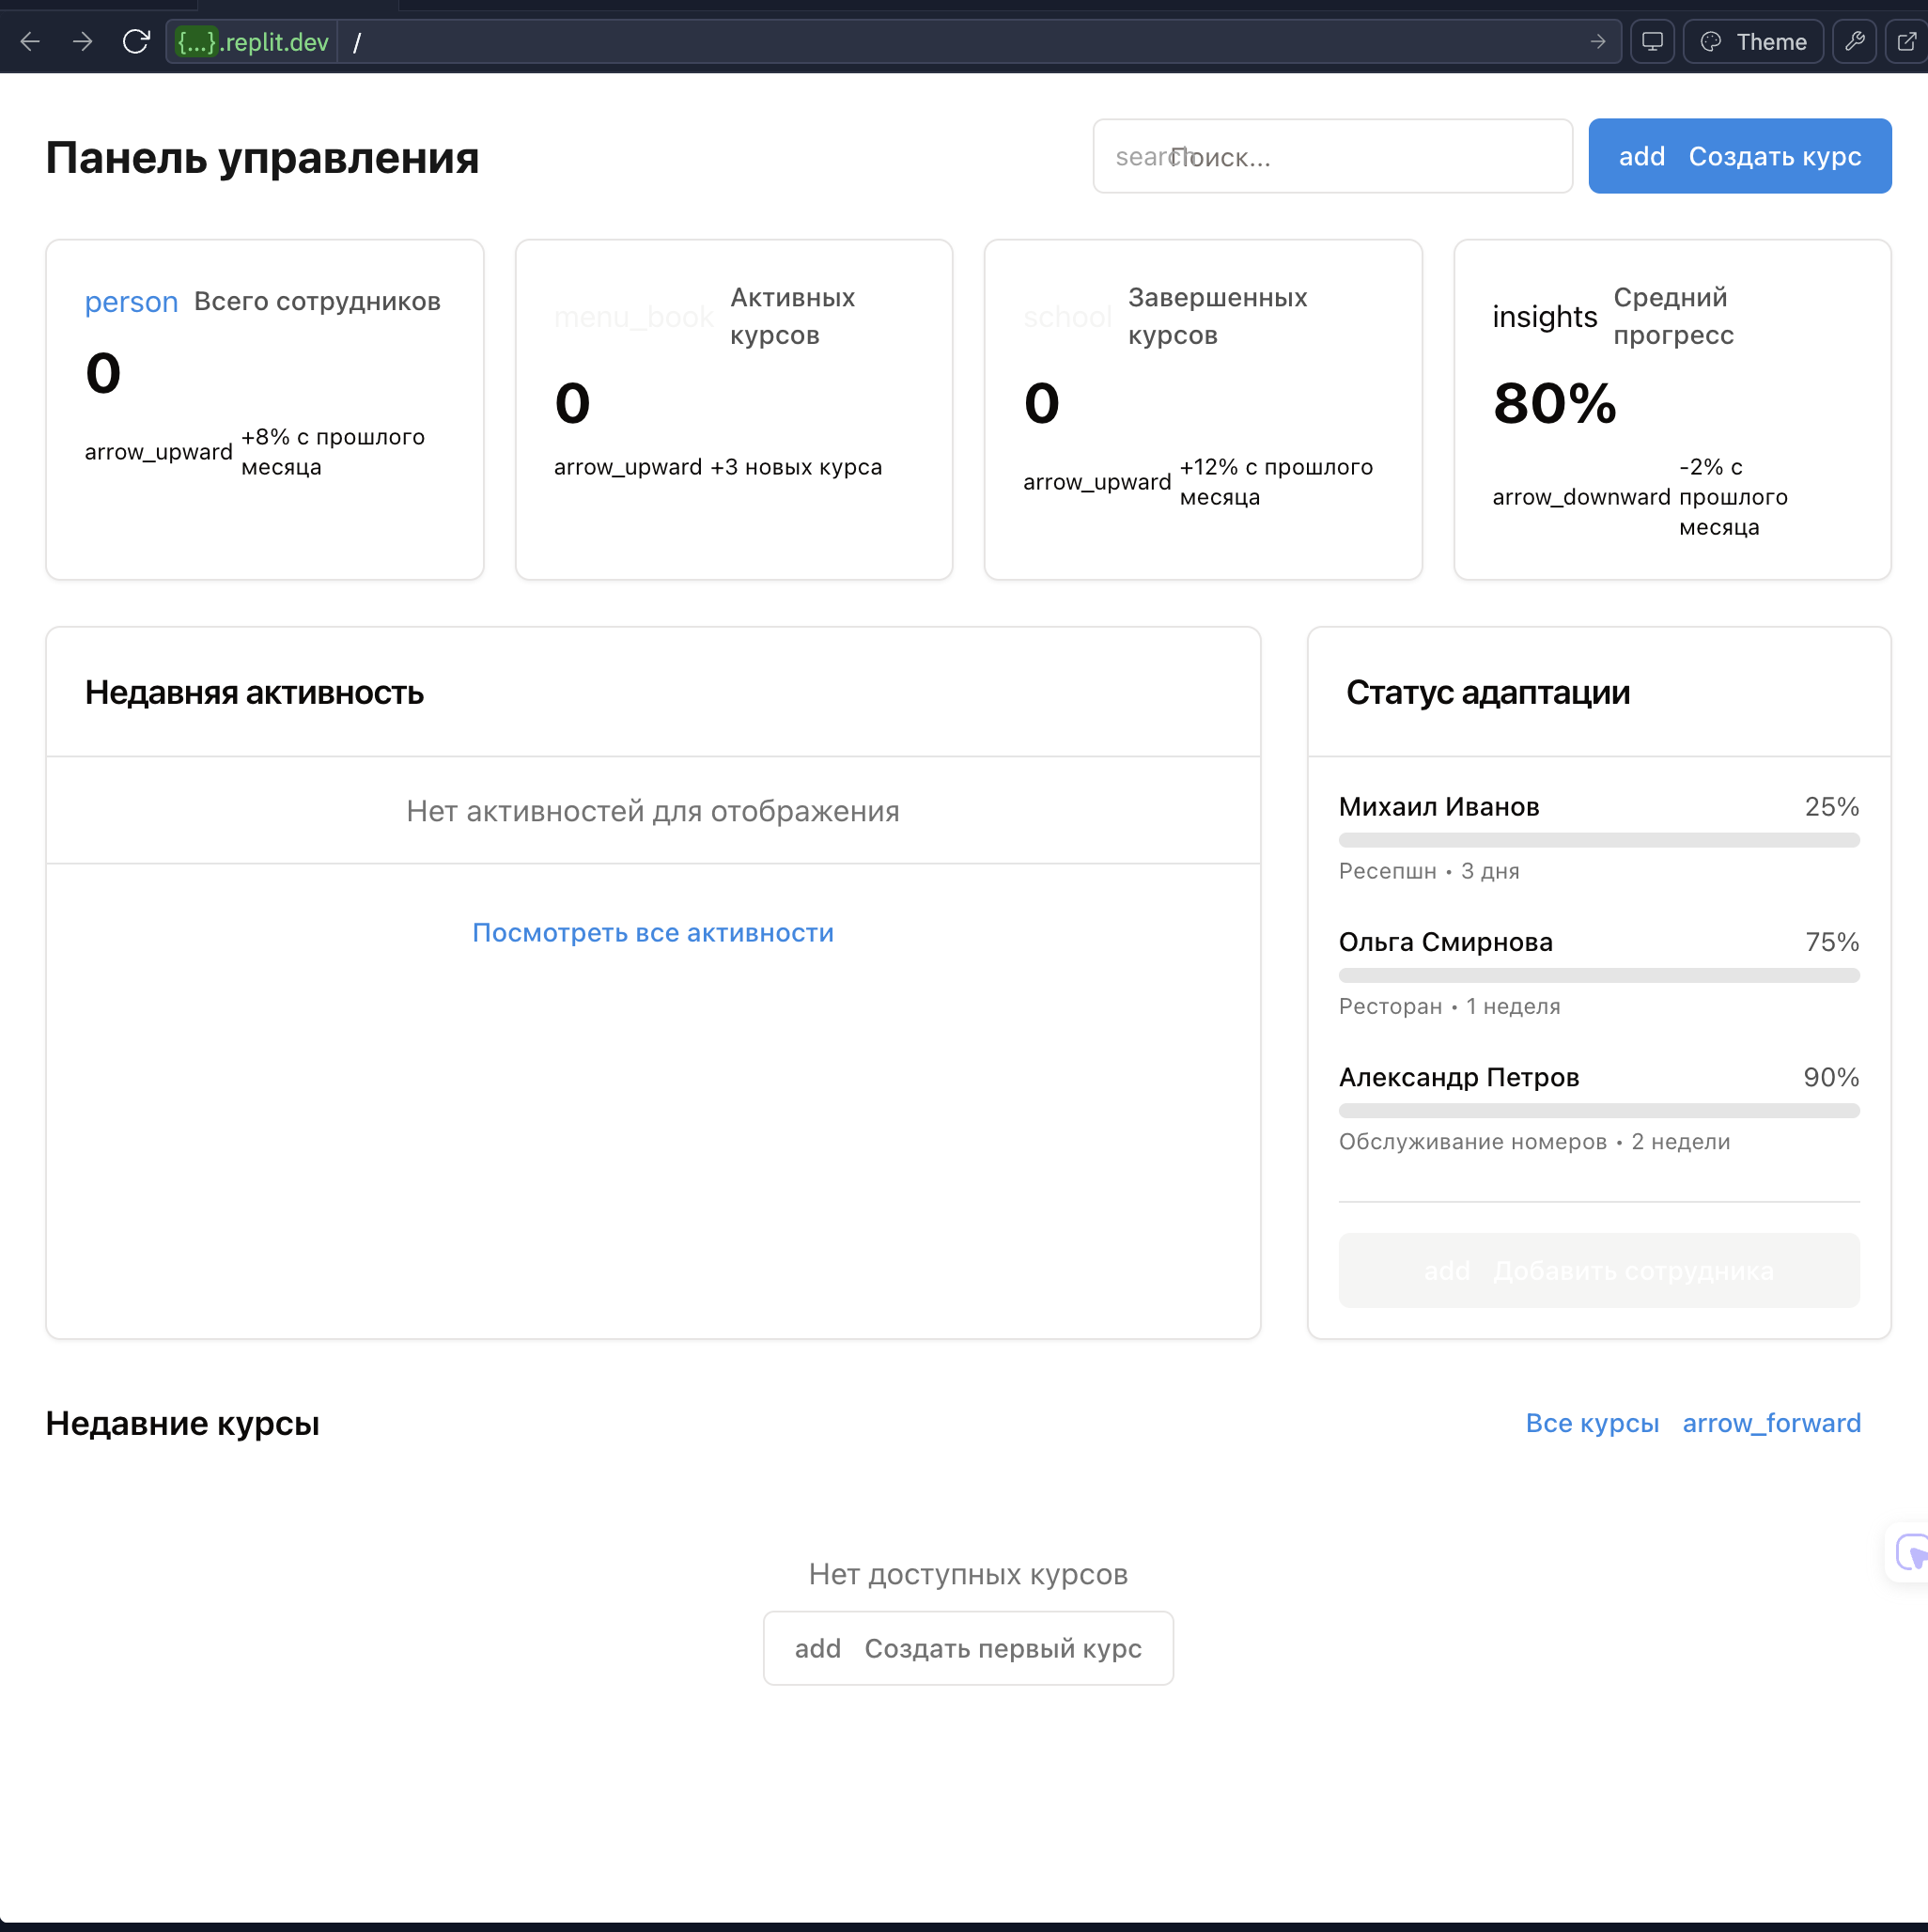 {...}.replit.dev /
Theme
Панель управления
search
Поиск...
add Создать курс
person Всего сотрудников
0
arrow_upward
+8% с прошлого
месяца
menu_book
Активных
курсов
0
arrow_upward +3 новых курса
school
Завершенных
курсов
0
arrow_upward
+12% с прошлого
месяца
insights
Средний
прогресс
80%
arrow_downward
-2% с
прошлого
месяца
Недавняя активность
Нет активностей для отображения
Посмотреть все активности
Статус адаптации
Михаил Иванов 25%
Ресепшн • 3 дня
Ольга Смирнова 75%
Ресторан • 1 неделя
Александр Петров 90%
Обслуживание номеров • 2 недели
add Добавить сотрудника
Недавние курсы
Все курсы arrow_forward
Нет доступных курсов
add Создать первый курс